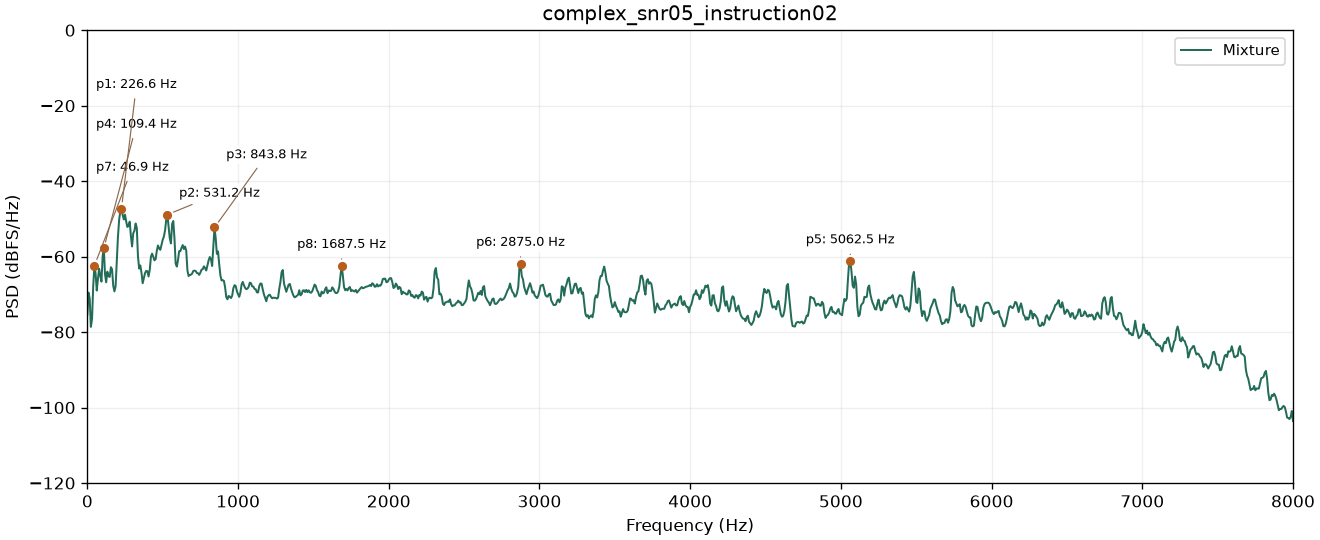 complex_snr05_instruction02
Mixture
p1: 226.6 Hz
p4: 109.4 Hz
p7: 46.9 Hz
p3: 843.8 Hz
p2: 531.2 Hz
p8: 1687.5 Hz
p6: 2875.0 Hz
p5: 5062.5 Hz
PSD (dBFS/Hz)
0
−20
−40
−60
−80
−100
−120
0 1000 2000 3000 4000 5000 6000 7000 8000
Frequency (Hz)